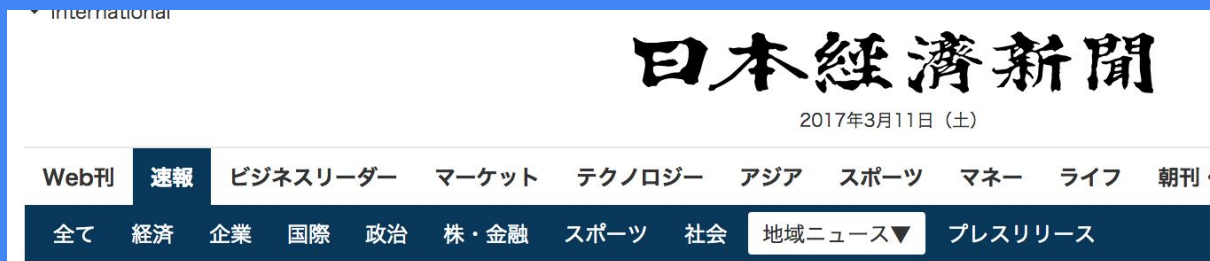 International
日本経済新聞
2017年3月11日（土）
Web刊 速報 ビジネスリーダー マーケット テクノロジー アジア スポーツ マネー ライフ 朝刊・
全て 経済 企業 国際 政治 株・金融 スポーツ 社会 地域ニュース▼ プレスリリース